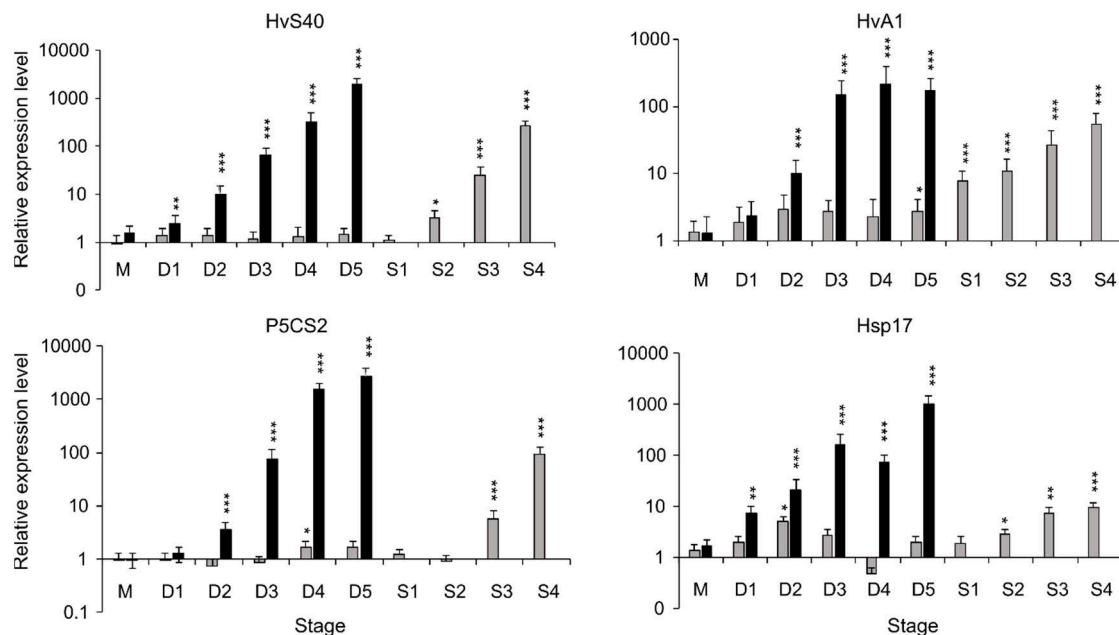 HvS40
Relative expression level
10000
1000
100
10
1
0
** *** *** *** *** * *** ***
M D1 D2 D3 D4 D5 S1 S2 S3 S4
HvA1
1000
100
10
1
*** *** *** * *** *** *** *** ***
M D1 D2 D3 D4 D5 S1 S2 S3 S4
P5CS2
Relative expression level
10000
1000
100
10
1
0.1
*** *** * *** *** *** ***
M D1 D2 D3 D4 D5 S1 S2 S3 S4
Stage
Hsp17
10000
1000
100
10
1
0
** * *** *** *** *** * ** ***
M D1 D2 D3 D4 D5 S1 S2 S3 S4
Stage